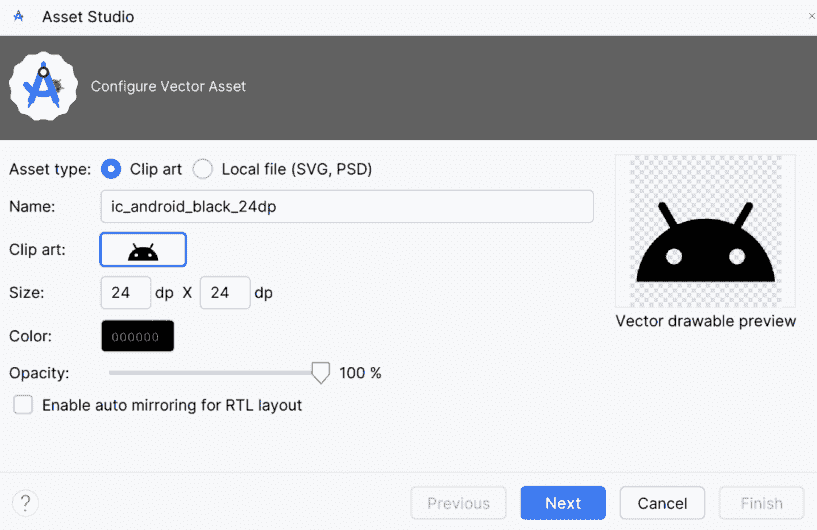 Asset Studio
Configure Vector Asset
Asset type: Clip art Local file (SVG, PSD)
Name: ic_android_black_24dp
Clip art:
Size: 24 dp X 24 dp
Color: 000000
Opacity: 100 %
Enable auto mirroring for RTL layout
Vector drawable preview
? Previous Next Cancel Finish